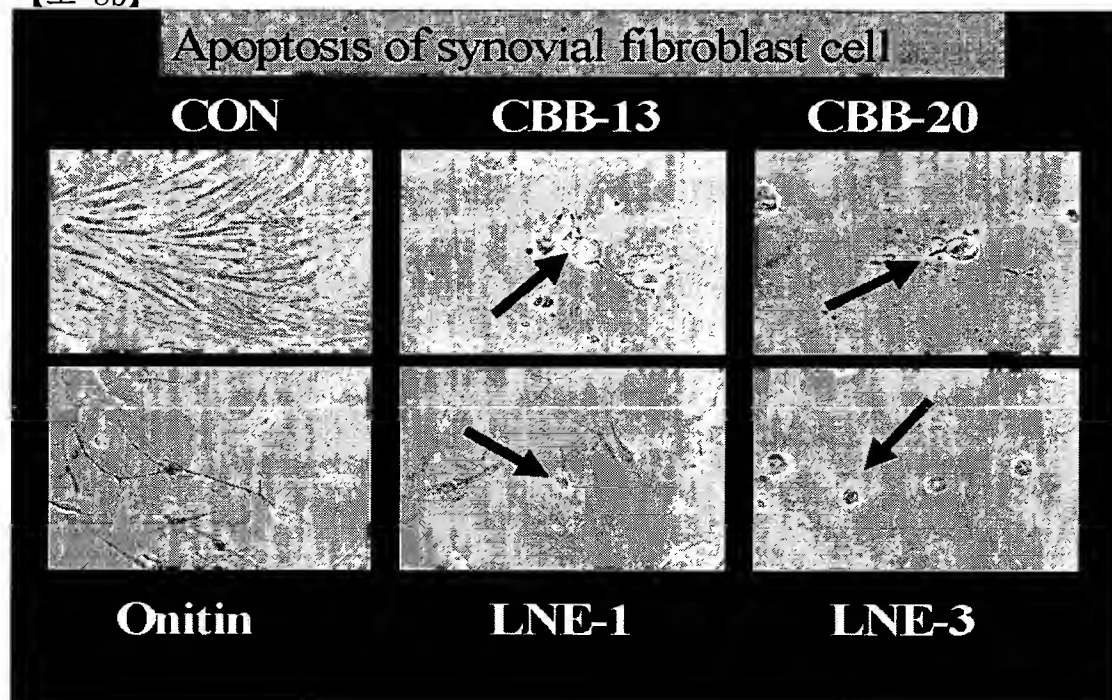 Apoptosis of synovial fibroblast cell
CON CBB-13 CBB-20
Onitin LNE-1 LNE-3